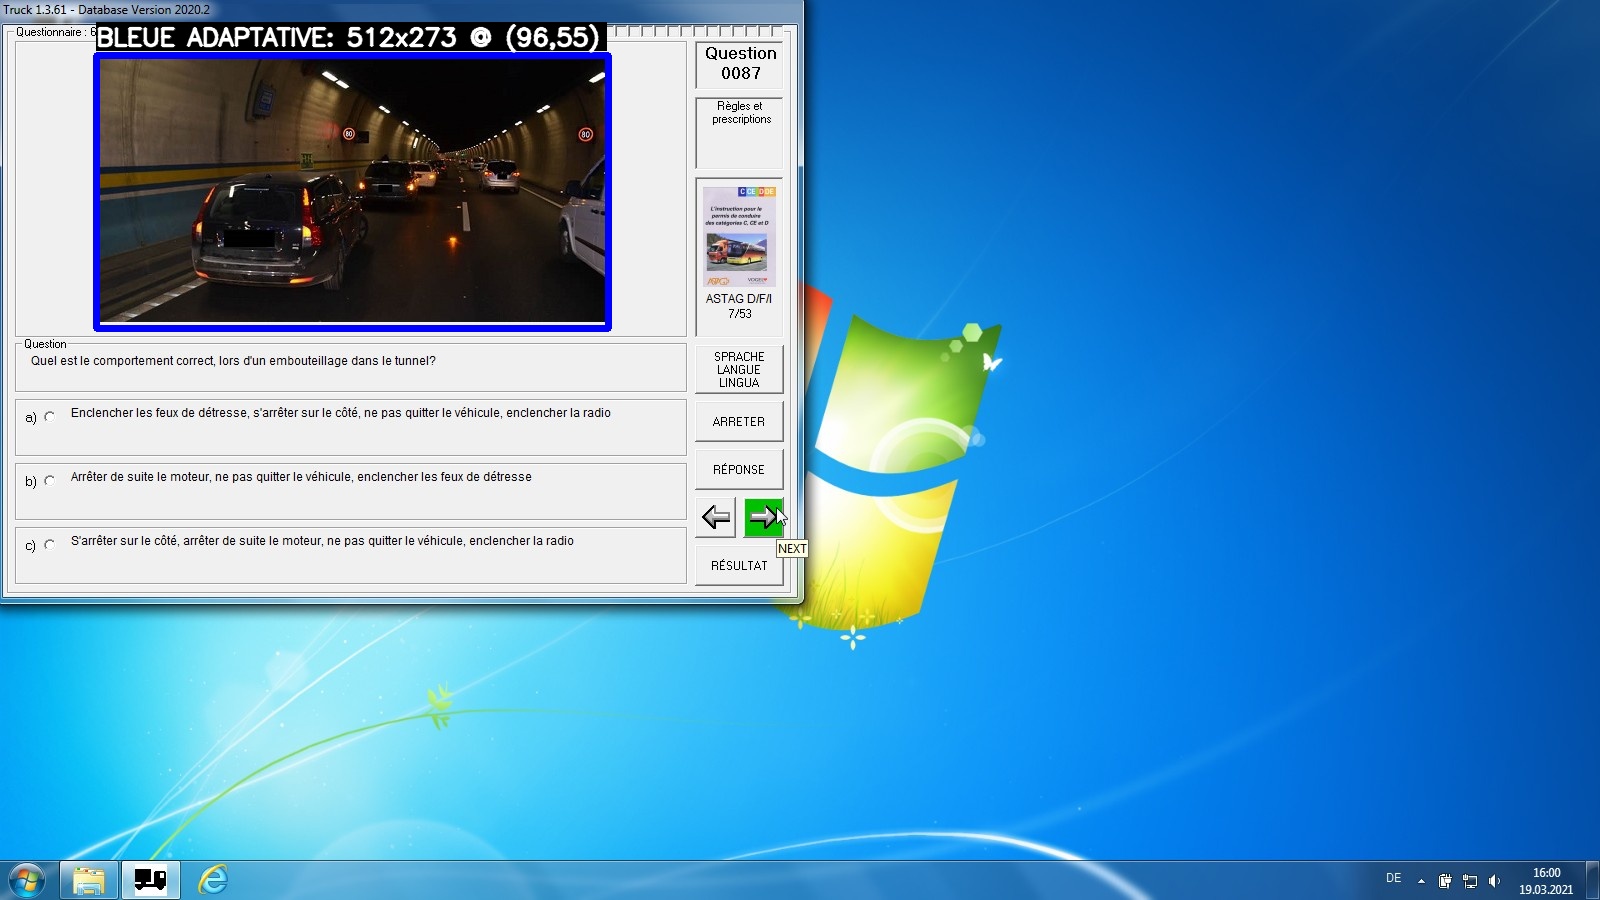 Truck 1.3.61 - Database Version 2020.2
Questionnaire : 6
BLEUE ADAPTATIVE: 512x273 @ (96,55)
80
80
Question
0087
Règles et
prescriptions
C CE D DE
L'instruction pour le
permis de conduire
des catégories C, CE et D
ASTAG D/F/I
7/53
Question
Quel est le comportement correct, lors d'un embouteillage dans le tunnel?
a) Enclencher les feux de détresse, s'arrêter sur le côté, ne pas quitter le véhicule, enclencher la radio
b) Arrêter de suite le moteur, ne pas quitter le véhicule, enclencher les feux de détresse
c) S'arrêter sur le côté, arrêter de suite le moteur, ne pas quitter le véhicule, enclencher la radio
SPRACHE
LANGUE
LINGUA
ARRETER
RÉPONSE
NEXT
RÉSULTAT
DE
16:00
19.03.2021